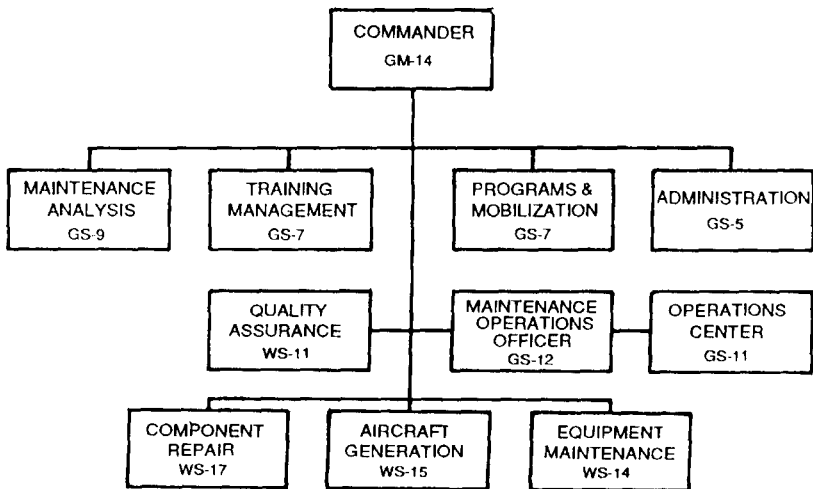 COMMANDER
GM-14
MAINTENANCE
ANALYSIS
GS-9
TRAINING
MANAGEMENT
GS-7
PROGRAMS &
MOBILIZATION
GS-7
ADMINISTRATION
GS-5
QUALITY
ASSURANCE
WS-11
MAINTENANCE
OPERATIONS
OFFICER
GS-12
OPERATIONS
CENTER
GS-11
COMPONENT
REPAIR
WS-17
AIRCRAFT
GENERATION
WS-15
EQUIPMENT
MAINTENANCE
WS-14